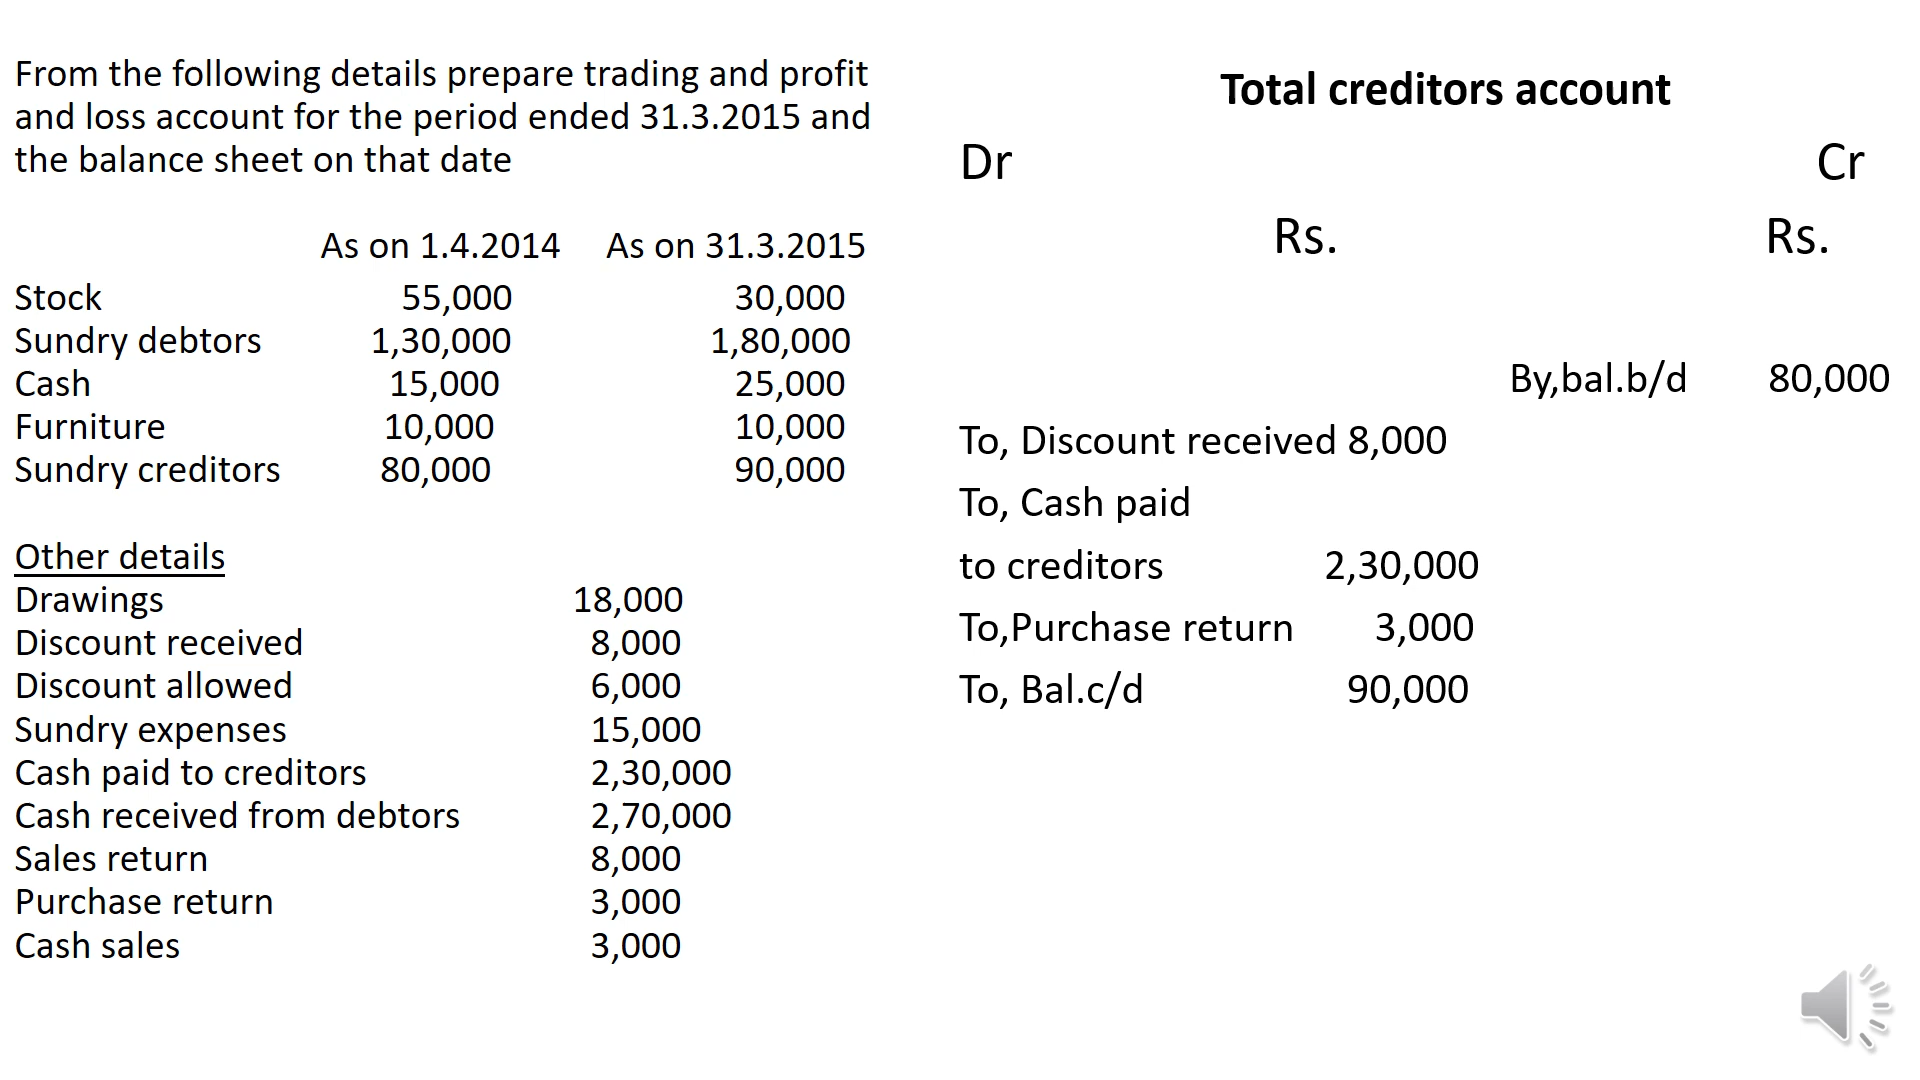 From the following details prepare trading and profit
and loss account for the period ended 31.3.2015 and
the balance sheet on that date
As on 1.4.2014 As on 31.3.2015
Stock 55,000 30,000
Sundry debtors 1,30,000 1,80,000
Cash 15,000 25,000
Furniture 10,000 10,000
Sundry creditors 80,000 90,000
Other details
Drawings 18,000
Discount received 8,000
Discount allowed 6,000
Sundry expenses 15,000
Cash paid to creditors 2,30,000
Cash received from debtors 2,70,000
Sales return 8,000
Purchase return 3,000
Cash sales 3,000
Total creditors account
Dr Cr
Rs. Rs.
By,bal.b/d 80,000
To, Discount received 8,000
To, Cash paid
to creditors 2,30,000
To,Purchase return 3,000
To, Bal.c/d 90,000